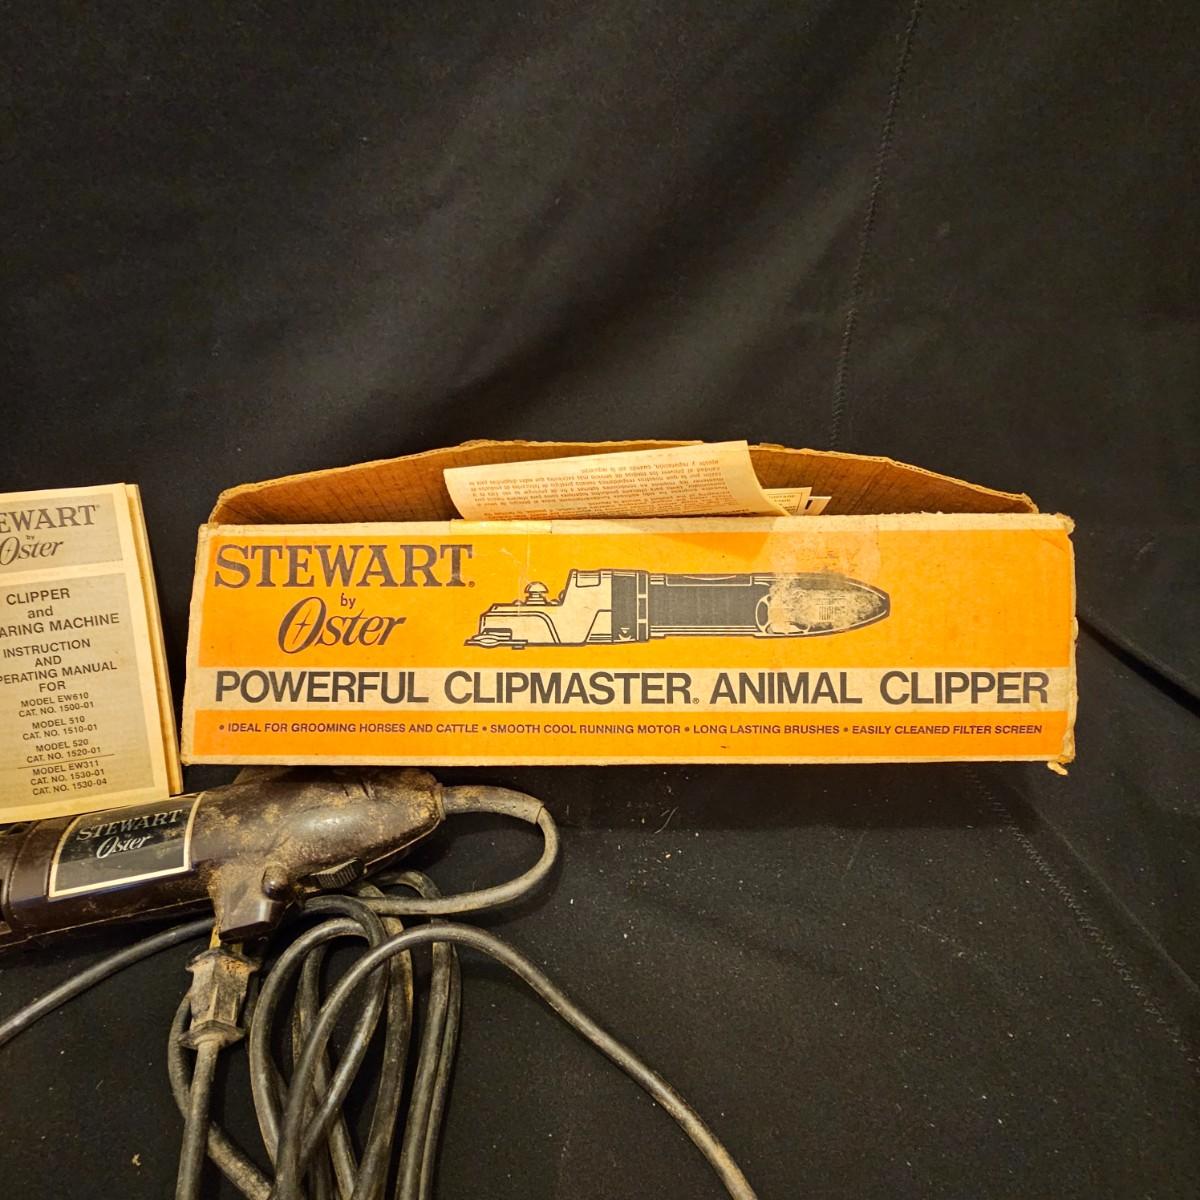 EWART
by
Oster
CLIPPER
and
ARING MACHINE
INSTRUCTION
AND
PERATING MANUAL
FOR
MODEL EW610
CAT. NO. 1500-01
MODEL 510
CAT. NO. 1510-01
MODEL 520
CAT. NO. 1520-01
MODEL EW311
CAT. NO. 1530-01
CAT. NO. 1530-04
STEWART®
by
Oster
POWERFUL CLIPMASTER® ANIMAL CLIPPER
• IDEAL FOR GROOMING HORSES AND CATTLE • SMOOTH COOL RUNNING MOTOR • LONG LASTING BRUSHES • EASILY CLEANED FILTER SCREEN
STEWART
by
Oster